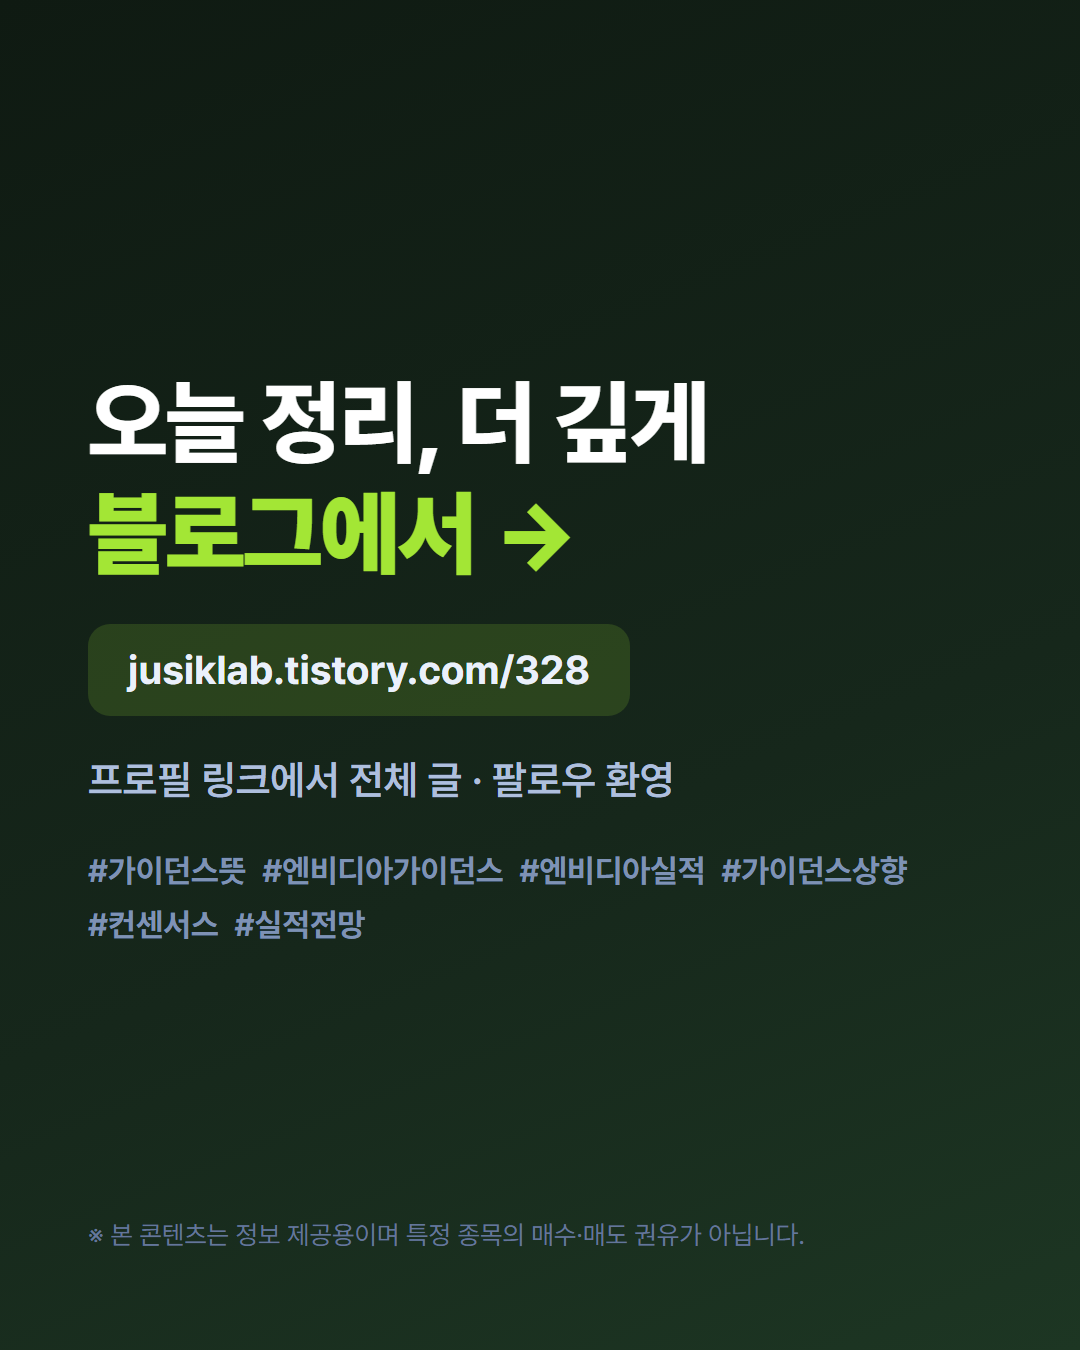 오늘 정리, 더 깊게
블로그에서 →
jusiklab.tistory.com/328
프로필 링크에서 전체 글 · 팔로우 환영
#가이던스뜻 #엔비디아가이던스 #엔비디아실적 #가이던스상향
#컨센서스 #실적전망
※ 본 콘텐츠는 정보 제공용이며 특정 종목의 매수·매도 권유가 아닙니다.